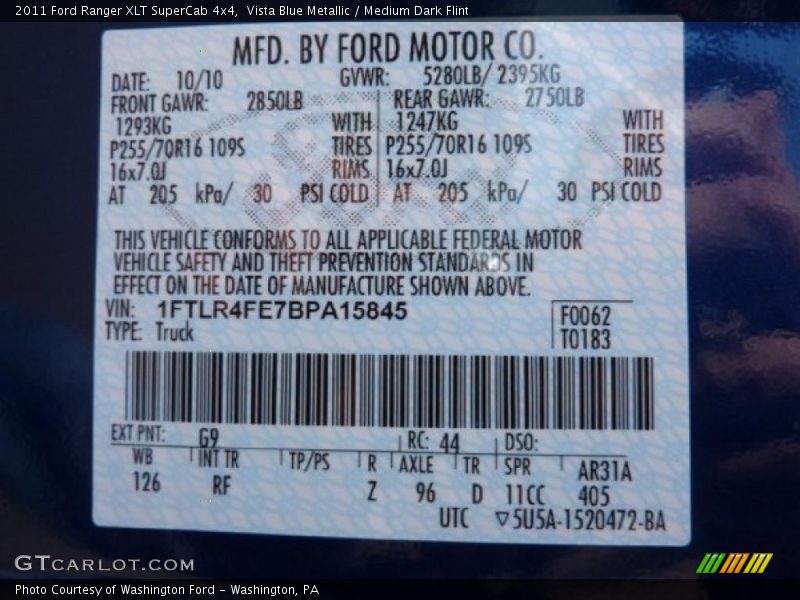 2011 Ford Ranger XLT SuperCab 4x4, Vista Blue Metallic / Medium Dark Flint
MFD. BY FORD MOTOR CO.
DATE: 10/10 GVWR: 5280LB/ 2395KG
FRONT GAWR: 2850LB REAR GAWR: 2750LB
1293KG WITH 1247KG WITH
P255/70R16 109S TIRES P255/70R16 109S TIRES
16x7.0J RIMS 16x7.0J RIMS
AT 205 kPa/ 30 PSI COLD AT 205 kPa/ 30 PSI COLD
THIS VEHICLE CONFORMS TO ALL APPLICABLE FEDERAL MOTOR
VEHICLE SAFETY AND THEFT PREVENTION STANDARDS IN
EFFECT ON THE DATE OF MANUFACTURE SHOWN ABOVE.
VIN: 1FTLR4FE7BPA15845 F0062
TYPE: Truck T0183
EXT PNT: G9 RC: 44 DSO:
WB INT TR TP/PS R AXLE TR SPR AR31A
126 RF Z 96 D 11CC 405
UTC ▽5U5A-1520472-BA
GTCARLOT.COM
Photo Courtesy of Washington Ford - Washington, PA